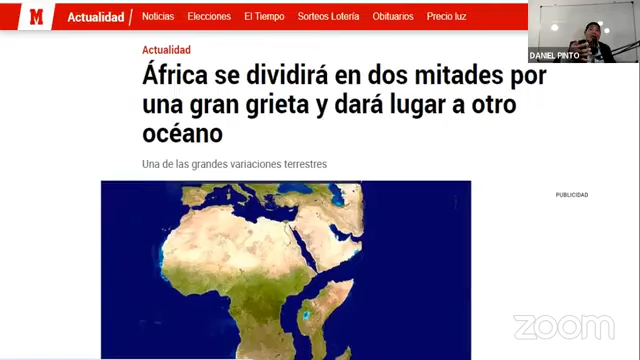 M Actualidad Noticias Elecciones El Tiempo Sorteos Lotería Obituarios Precio luz
DANIEL PINTO
Actualidad
África se dividirá en dos mitades por
una gran grieta y dará lugar a otro
océano
Una de las grandes variaciones terrestres
PUBLICIDAD
zoom